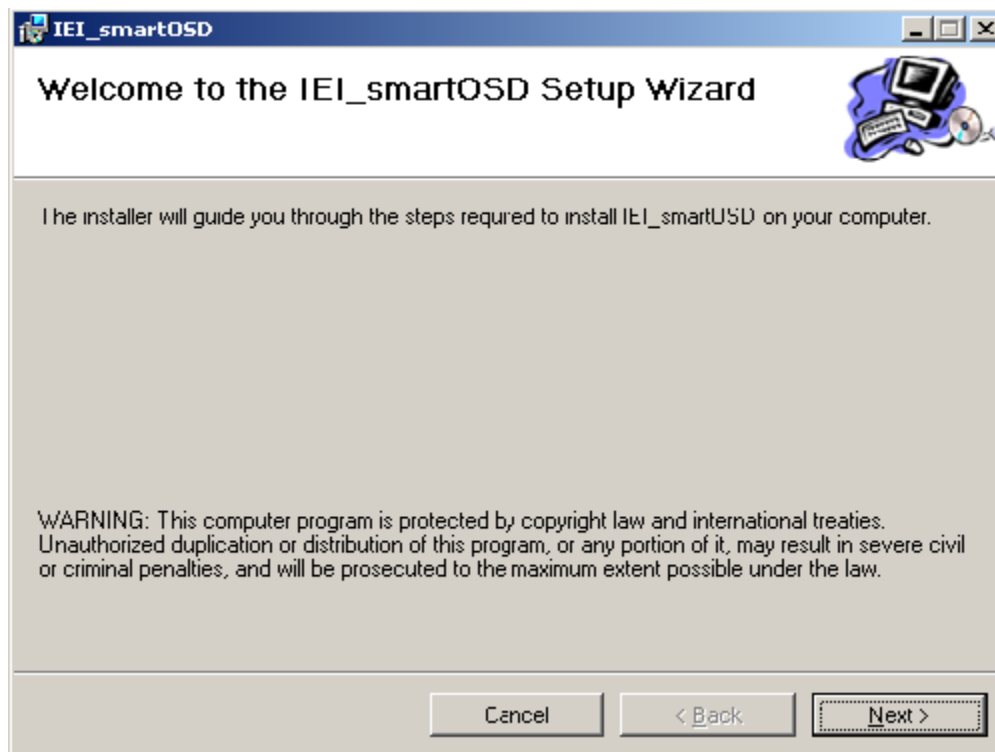 IEI_smartOSD
Welcome to the IEI_smartOSD Setup Wizard
The installer will guide you through the steps required to install IEI_smartOSD on your computer.
WARNING: This computer program is protected by copyright law and international treaties.
Unauthorized duplication or distribution of this program, or any portion of it, may result in severe civil
or criminal penalties, and will be prosecuted to the maximum extent possible under the law.
Cancel
< Back
Next >